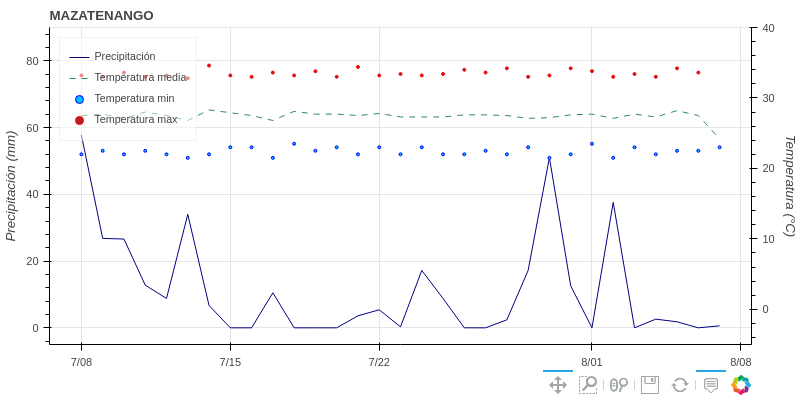 MAZATENANGO
Precipitación
Temperatura media
Temperatura min
Temperatura max
Precipitación (mm)
80
60
40
20
0
Temperatura (°C)
40
30
20
10
0
7/08
7/15
7/22
8/01
8/08